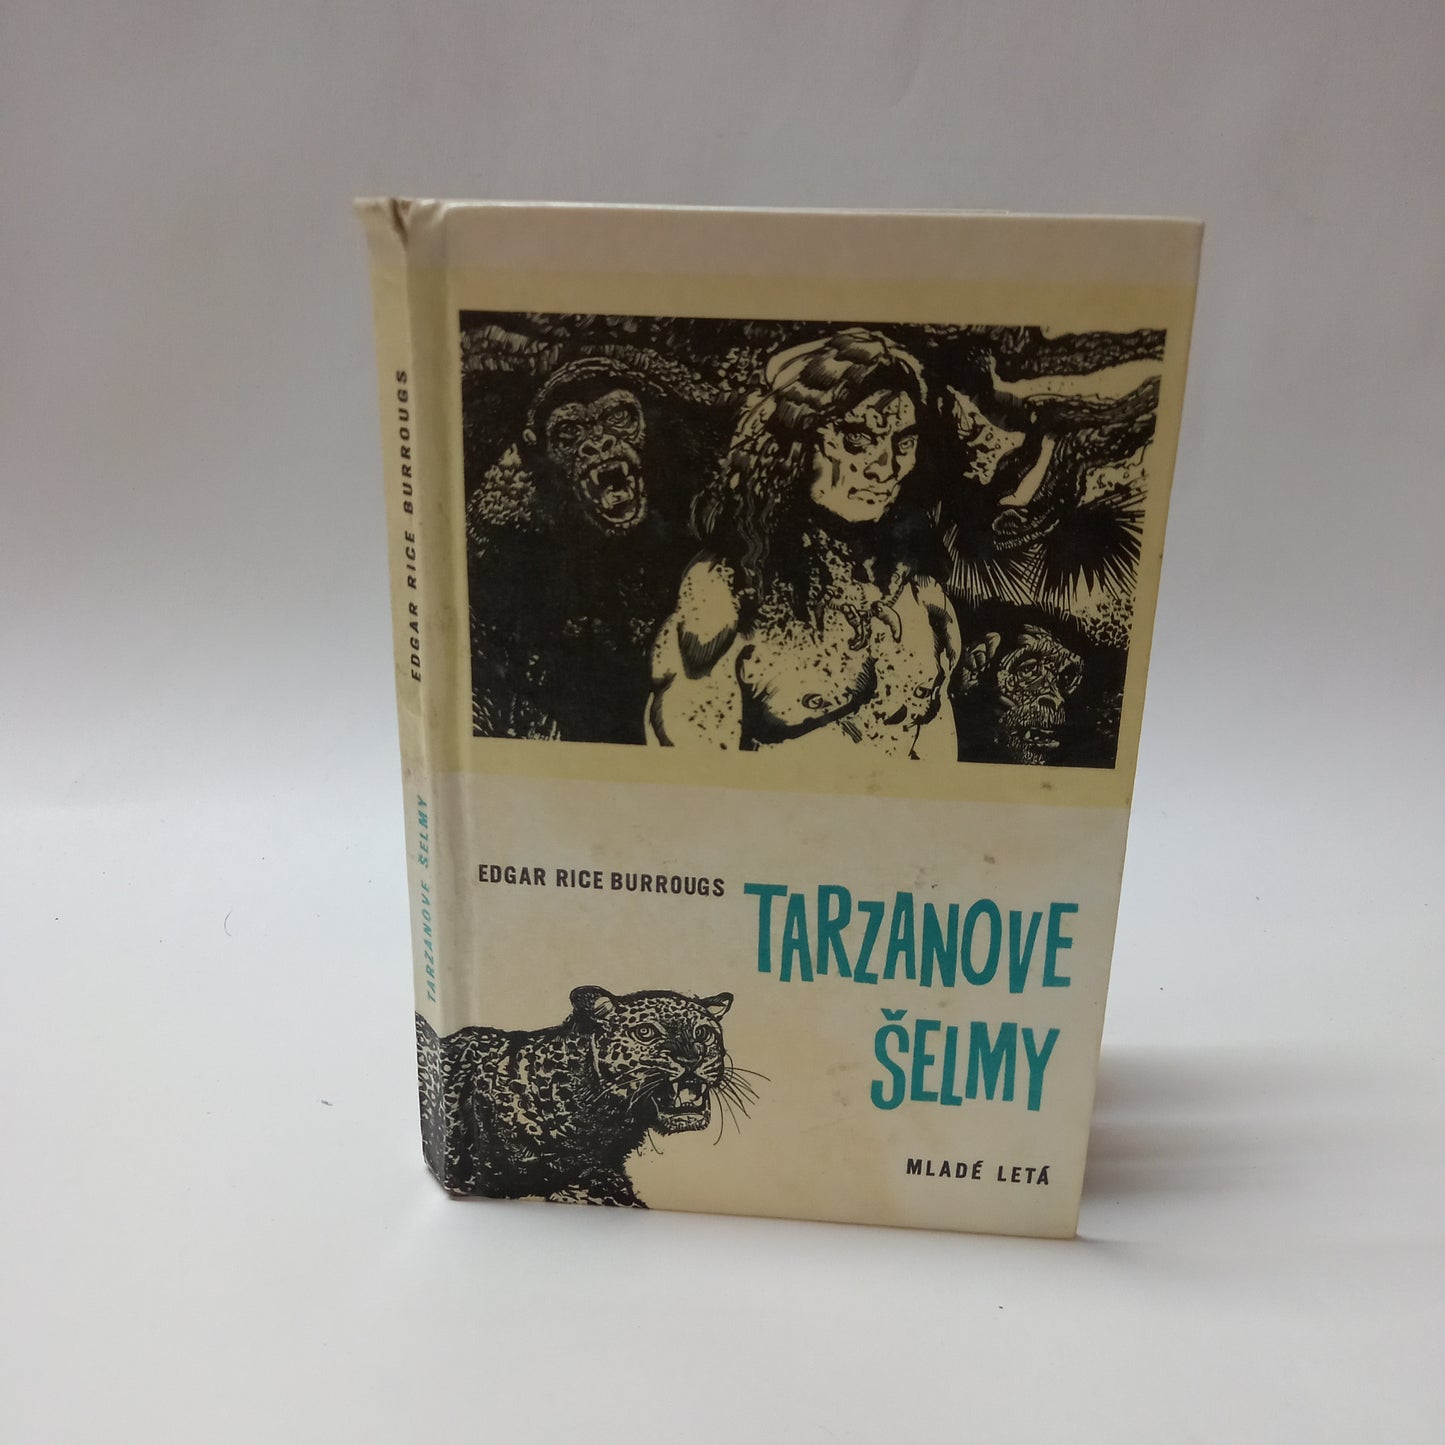 EDGAR RICE BURROUGS
TARZANOVE ŠELMY
EDGAR RICE BURROUGS
TARZANOVE
ŠELMY
MLADÉ LETÁ